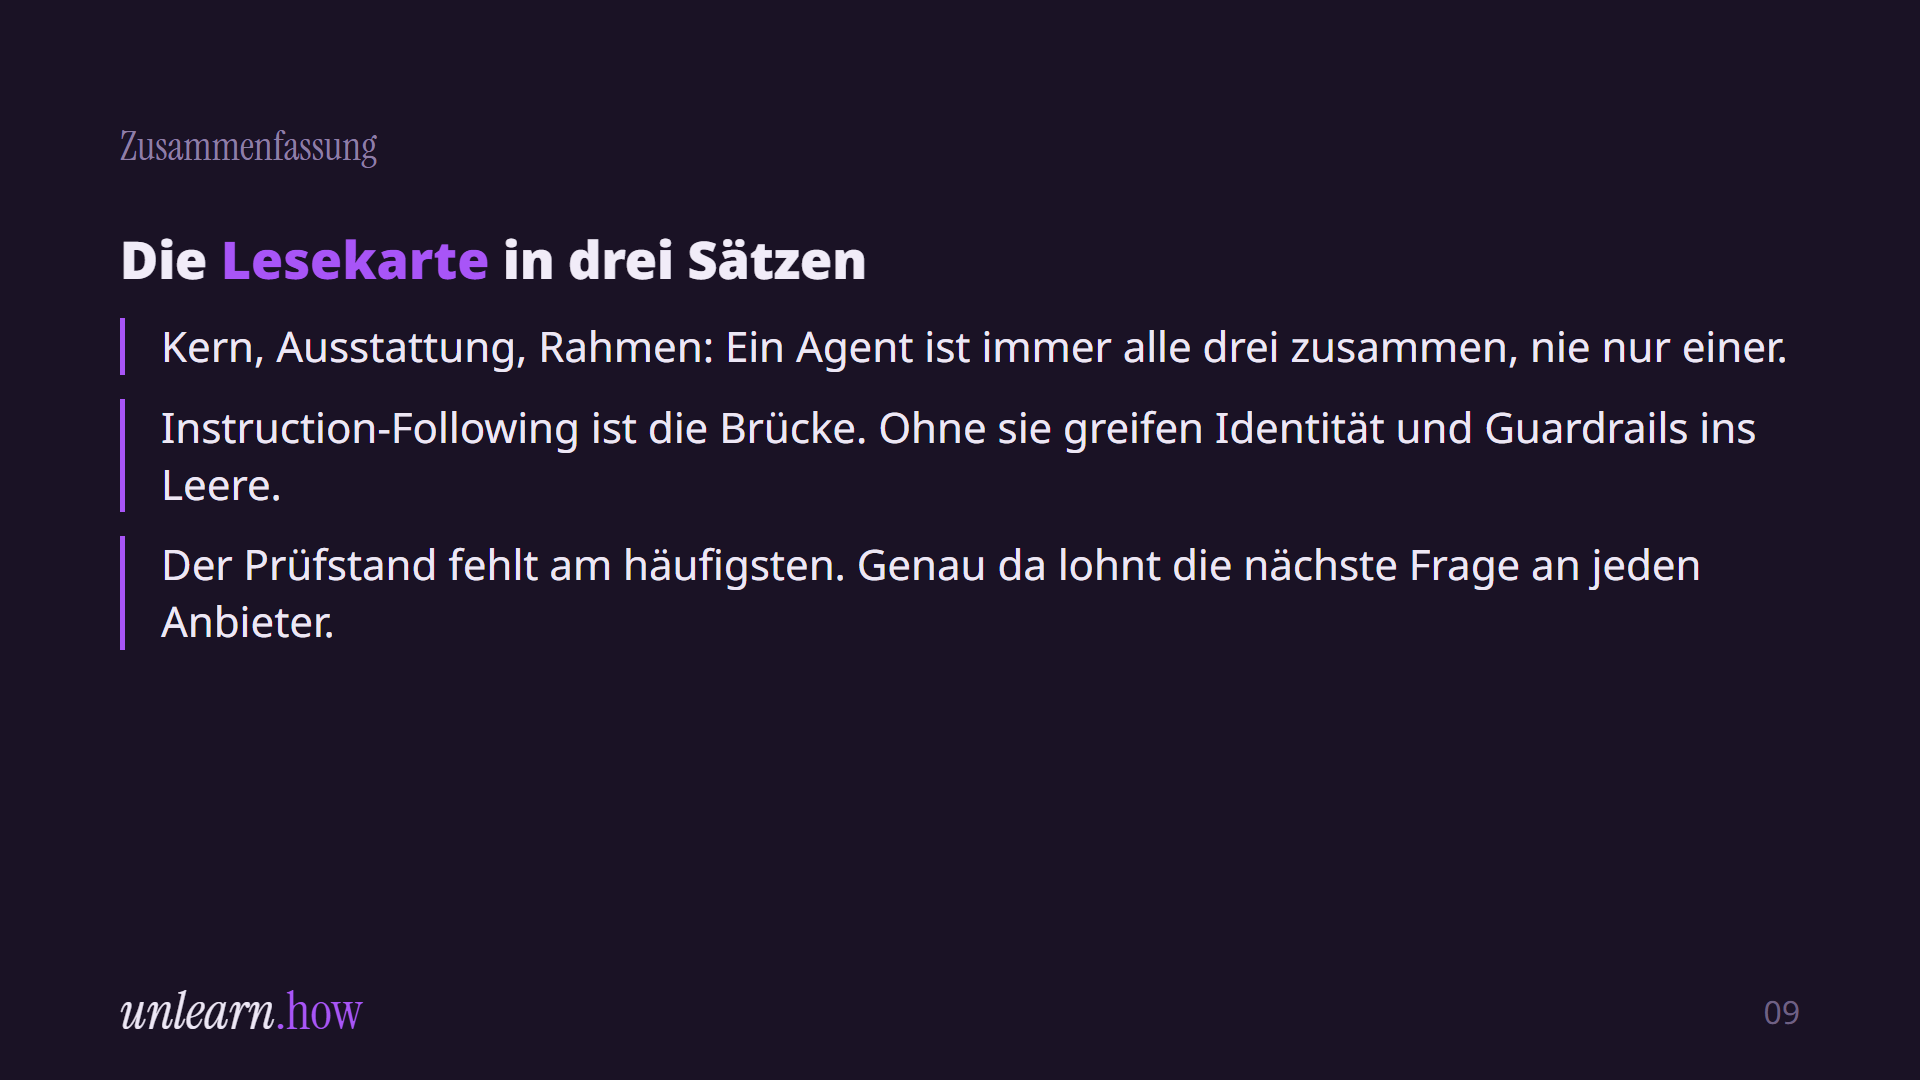 Zusammenfassung
Die Lesekarte in drei Sätzen
Kern, Ausstattung, Rahmen: Ein Agent ist immer alle drei zusammen, nie nur einer.
Instruction-Following ist die Brücke. Ohne sie greifen Identität und Guardrails ins
Leere.
Der Prüfstand fehlt am häufigsten. Genau da lohnt die nächste Frage an jeden
Anbieter.
unlearn.how
09